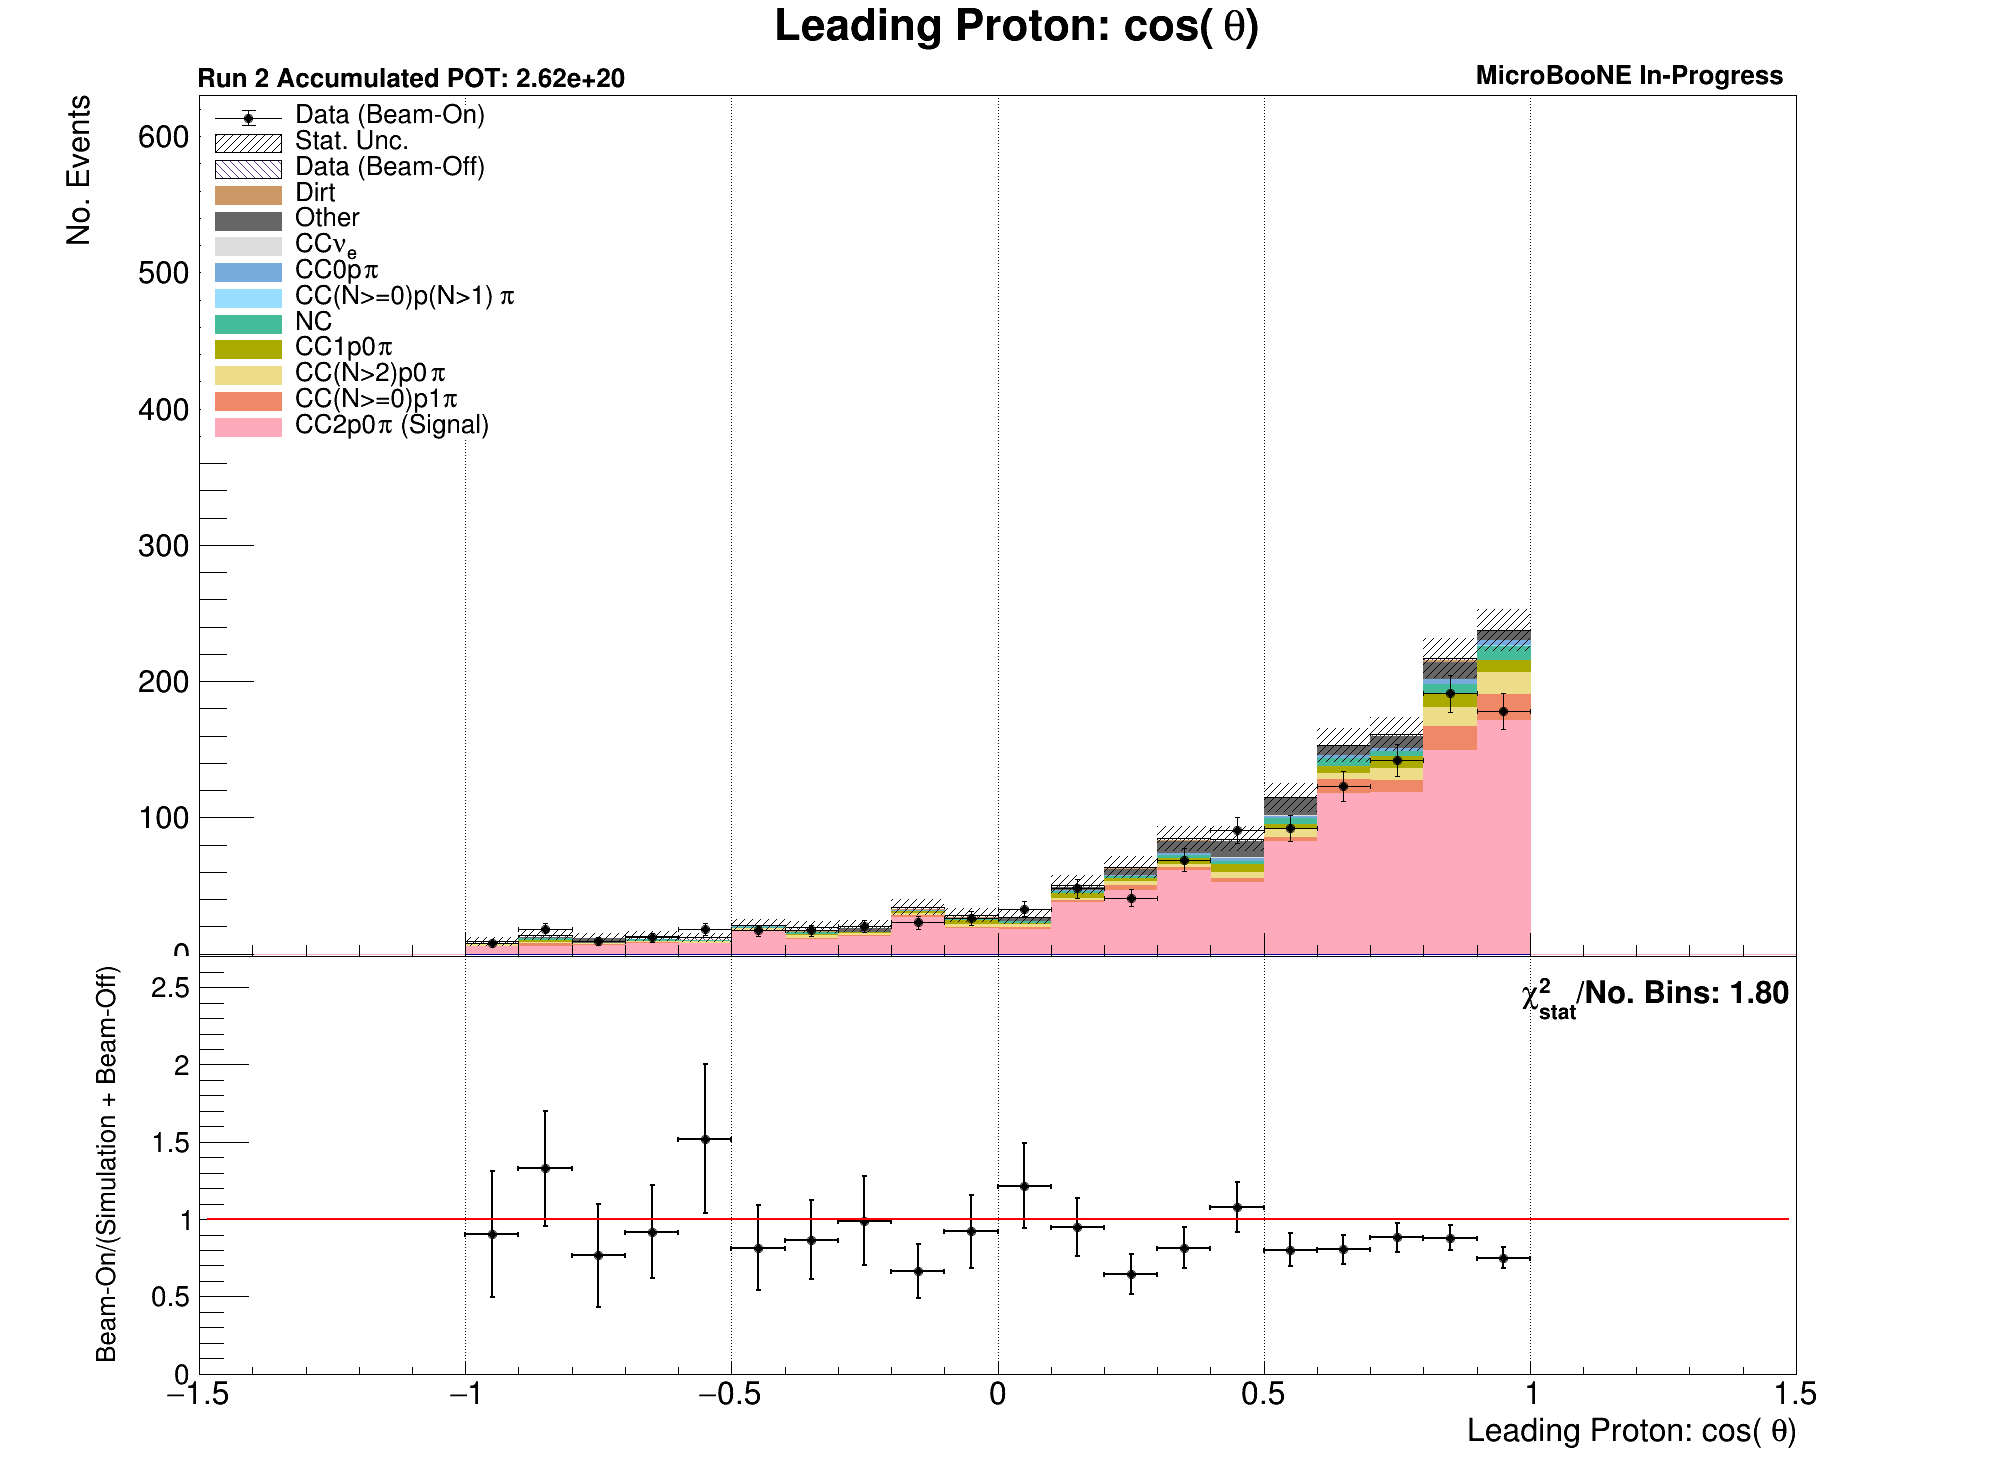 Leading Proton: cos( θ)
Run 2 Accumulated POT: 2.62e+20
MicroBooNE In-Progress
No. Events
Data (Beam-On)
Stat. Unc.
Data (Beam-Off)
Dirt
Other
CCνe
CC0pπ
CC(N>=0)p(N>1) π
NC
CC1p0π
CC(N>2)p0π
CC(N>=0)p1π
CC2p0π (Signal)
600
500
400
300
200
100
0
Beam-On/(Simulation + Beam-Off)
χ²stat/No. Bins: 1.80
2.5
2
1.5
1
0.5
0
−1.5 −1 −0.5 0 0.5 1 1.5
Leading Proton: cos( θ)